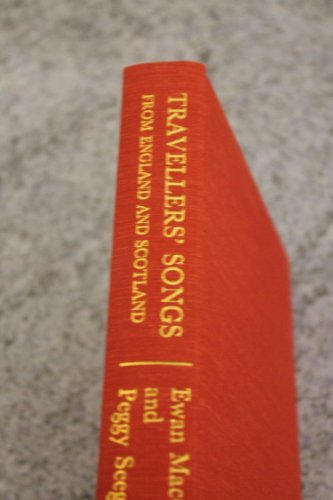 TRAVELLERS' SONGS
FROM ENGLAND AND SCOTLAND
Ewan Mac
and
Peggy Seeg